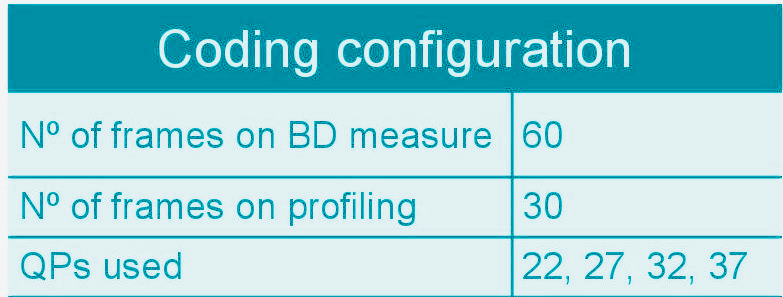 Coding configuration
Nº of frames on BD measure 60
Nº of frames on profiling 30
QPs used 22, 27, 32, 37